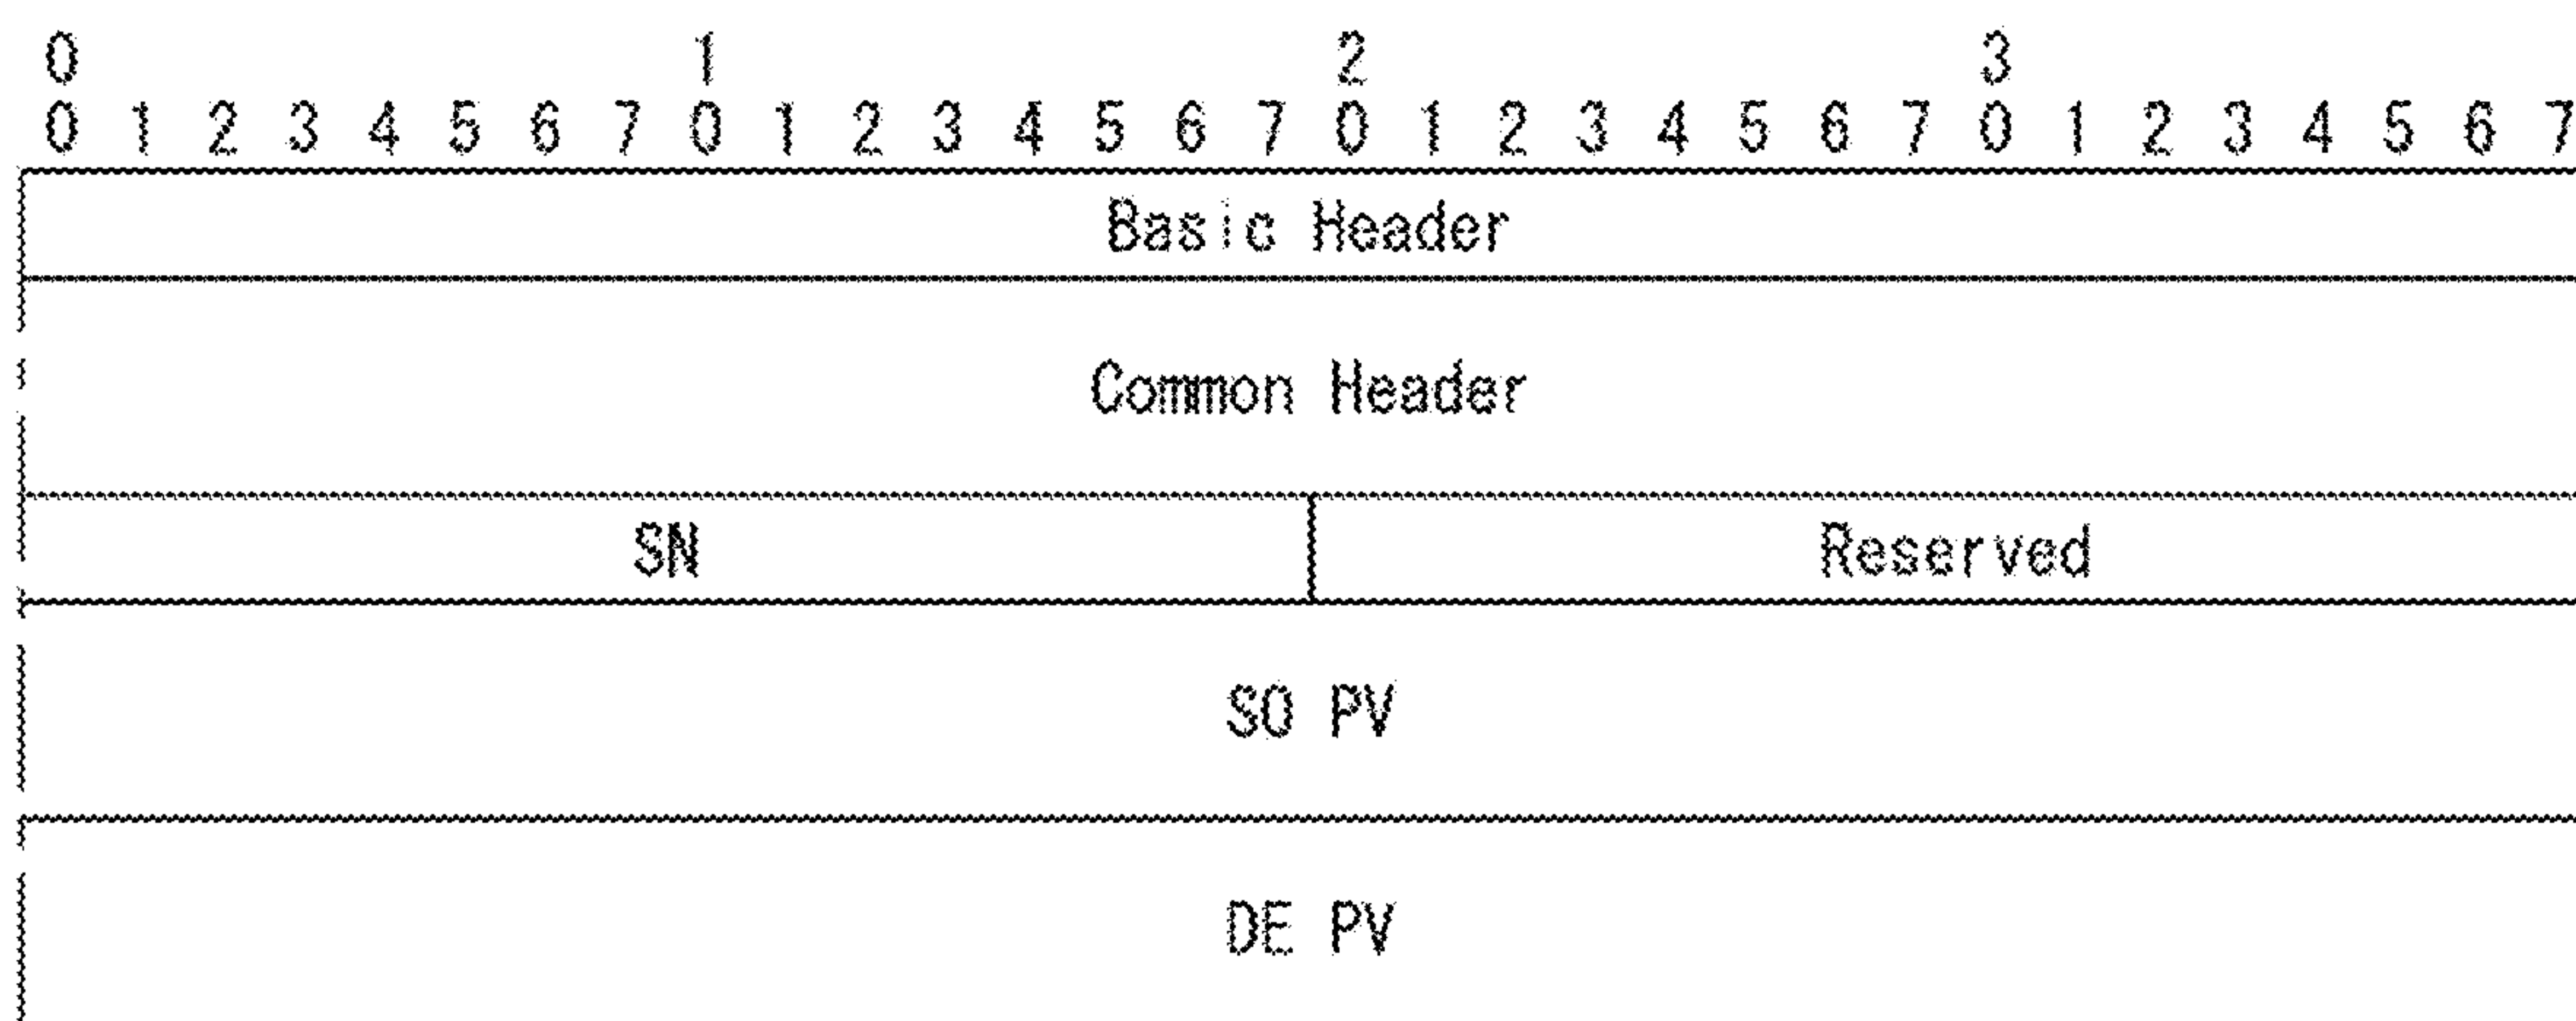 0 1 2 3
0 1 2 3 4 5 6 7 0 1 2 3 4 5 6 7 0 1 2 3 4 5 6 7 0 1 2 3 4 5 6 7
Basic Header
Common Header
SN Reserved
SO PV
DE PV